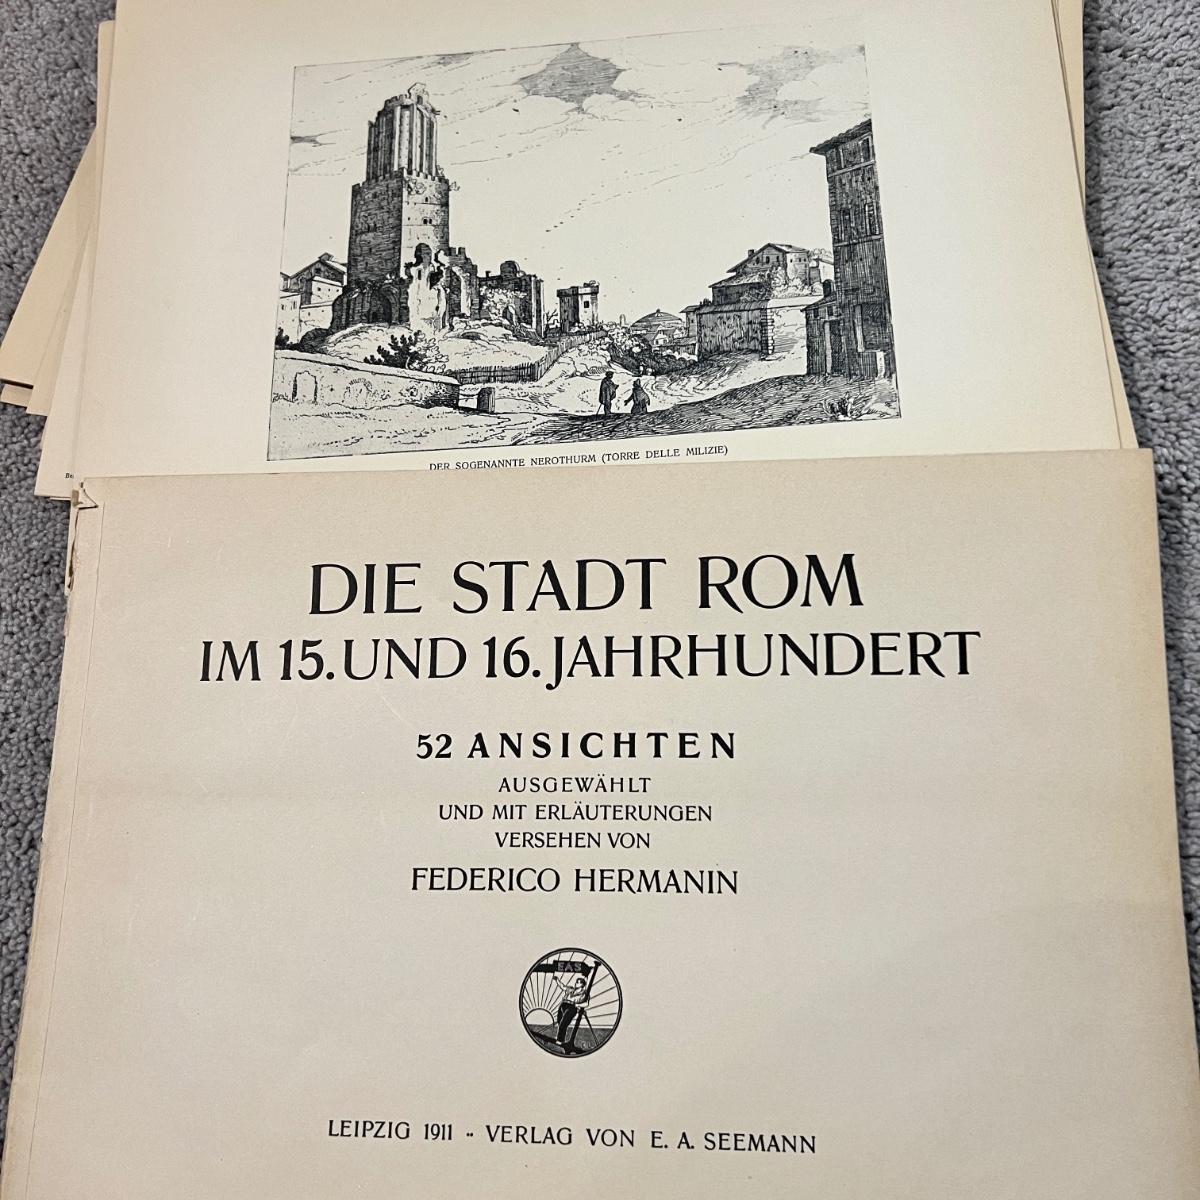 DER SOGENANNTE NEROTHURM (TORRE DELLE MILIZIE)
DIE STADT ROM
IM 15. UND 16. JAHRHUNDERT
52 ANSICHTEN
AUSGEWÄHLT
UND MIT ERLÄUTERUNGEN
VERSEHEN VON
FEDERICO HERMANIN
EAS
LEIPZIG 1911 .. VERLAG VON E. A. SEEMANN